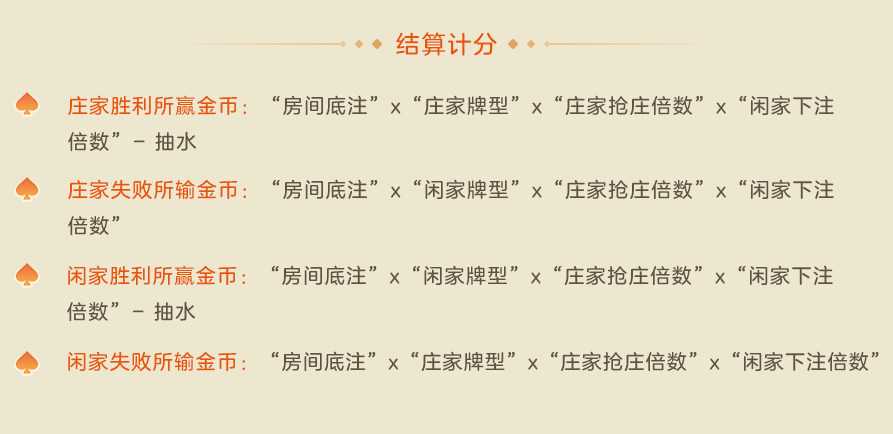 结算计分
庄家胜利所赢金币： “房间底注” x “庄家牌型” x “庄家抢庄倍数” x “闲家下注
倍数” – 抽水
庄家失败所输金币： “房间底注” x “闲家牌型” x “庄家抢庄倍数” x “闲家下注
倍数”
闲家胜利所赢金币： “房间底注” x “闲家牌型” x “庄家抢庄倍数” x “闲家下注
倍数” – 抽水
闲家失败所输金币： “房间底注” x “庄家牌型” x “庄家抢庄倍数” x “闲家下注倍数”